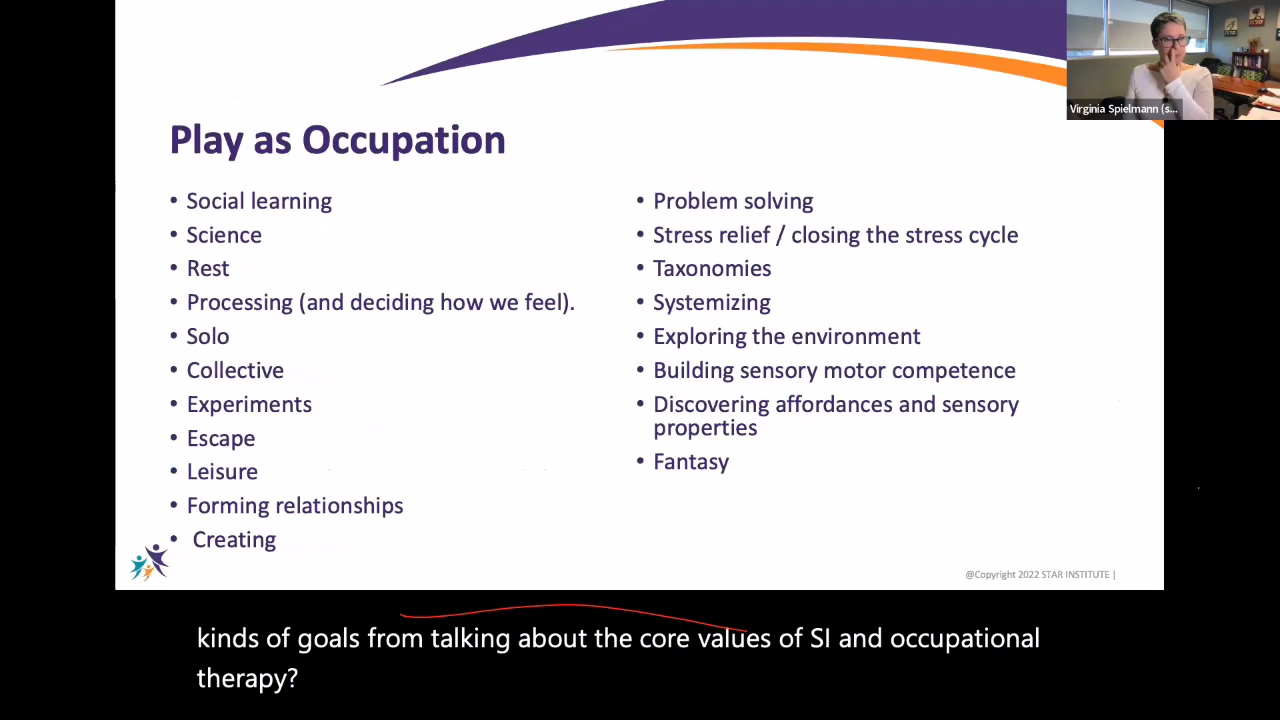 Virginia Spielmann (s...
Play as Occupation
• Social learning
• Science
• Rest
• Processing (and deciding how we feel).
• Solo
• Collective
• Experiments
• Escape
• Leisure
• Forming relationships
• Creating
• Problem solving
• Stress relief / closing the stress cycle
• Taxonomies
• Systemizing
• Exploring the environment
• Building sensory motor competence
• Discovering affordances and sensory
properties
• Fantasy
@Copyright 2022 STAR INSTITUTE |
kinds of goals from talking about the core values of SI and occupational
therapy?